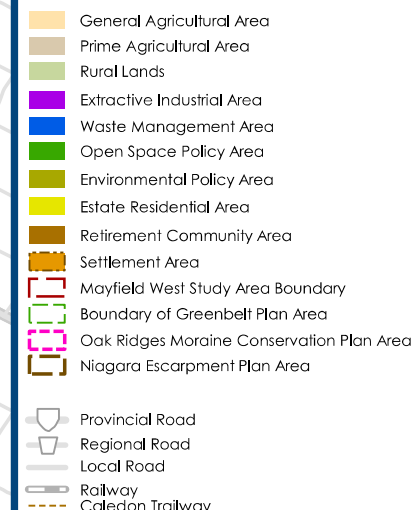 General Agricultural Area
Prime Agricultural Area
Rural Lands
Extractive Industrial Area
Waste Management Area
Open Space Policy Area
Environmental Policy Area
Estate Residential Area
Retirement Community Area
Settlement Area
Mayfield West Study Area Boundary
Boundary of Greenbelt Plan Area
Oak Ridges Moraine Conservation Plan Area
Niagara Escarpment Plan Area
Provincial Road
Regional Road
Local Road
Railway
Caledon Trailway